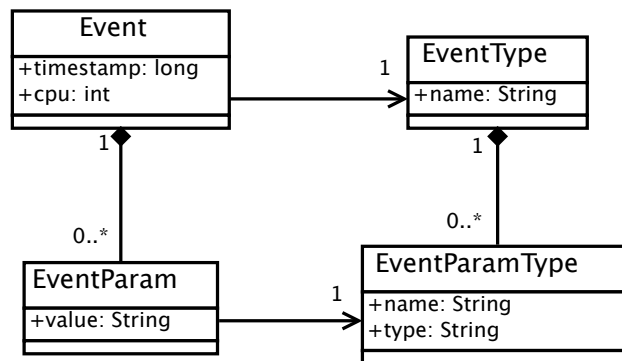 Event
+timestamp: long
+cpu: int
1
EventType
+name: String
1
1
0..*
0..*
EventParam
+value: String
1
EventParamType
+name: String
+type: String